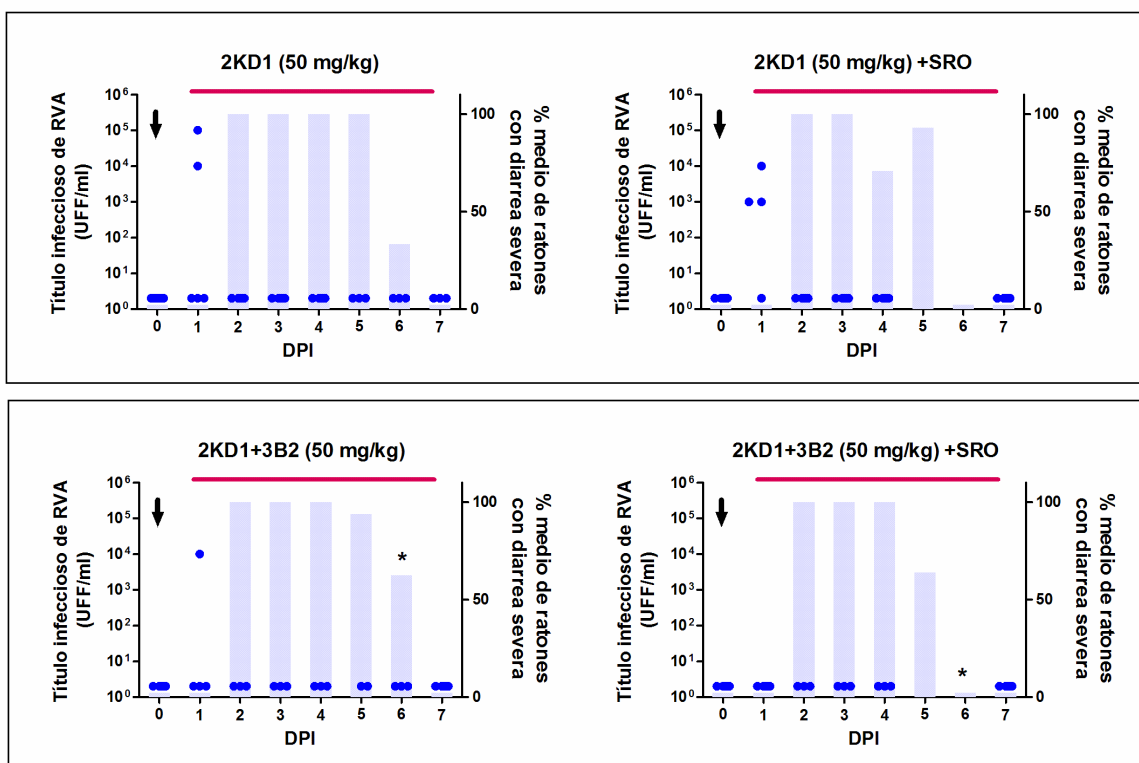 2KD1 (50 mg/kg)
Título infeccioso de RVA
(UFF/ml)
10⁶
10⁵
10⁴
10³
10²
10¹
10⁰
0 1 2 3 4 5 6 7
DPI
100
50
0
% medio de ratones
con diarrea severa
2KD1 (50 mg/kg) +SRO
Título infeccioso de RVA
(UFF/ml)
10⁶
10⁵
10⁴
10³
10²
10¹
10⁰
0 1 2 3 4 5 6 7
DPI
100
50
0
% medio de ratones
con diarrea severa
2KD1+3B2 (50 mg/kg)
Título infeccioso de RVA
(UFF/ml)
10⁶
10⁵
10⁴
10³
10²
10¹
10⁰
*
0 1 2 3 4 5 6 7
DPI
100
50
0
% medio de ratones
con diarrea severa
2KD1+3B2 (50 mg/kg) +SRO
Título infeccioso de RVA
(UFF/ml)
10⁶
10⁵
10⁴
10³
10²
10¹
10⁰
*
0 1 2 3 4 5 6 7
DPI
100
50
0
% medio de ratones
con diarrea severa